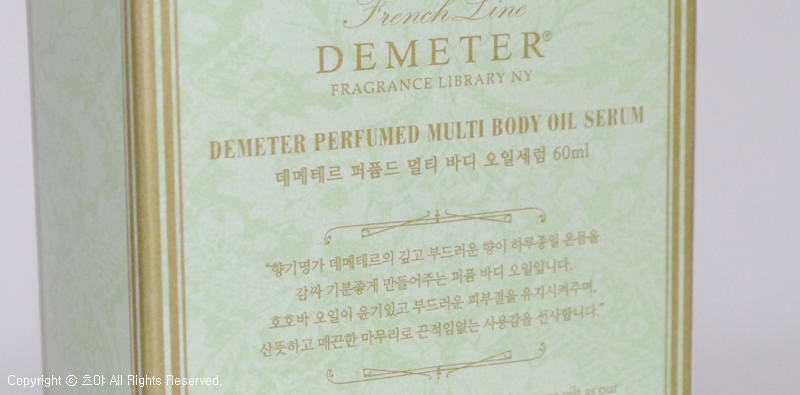 French Line
DEMETER®
FRAGRANCE LIBRARY NY
DEMETER PERFUMED MULTI BODY OIL SERUM
데메테르 퍼퓸드 멀티 바디 오일세럼 60ml
“향기명가 데메테르의 깊고 부드러운 향이 하루종일 온몸을
감싸 기분좋게 만들어주는 퍼퓸 바디 오일입니다.
호호바 오일이 윤기있고 부드러운 피부결을 유지시켜주며,
산뜻하고 매끈한 마무리로 끈적임없는 사용감을 선사합니다.”
oils as our
Copyright ⓒ 츠야 All Rights Reserved.